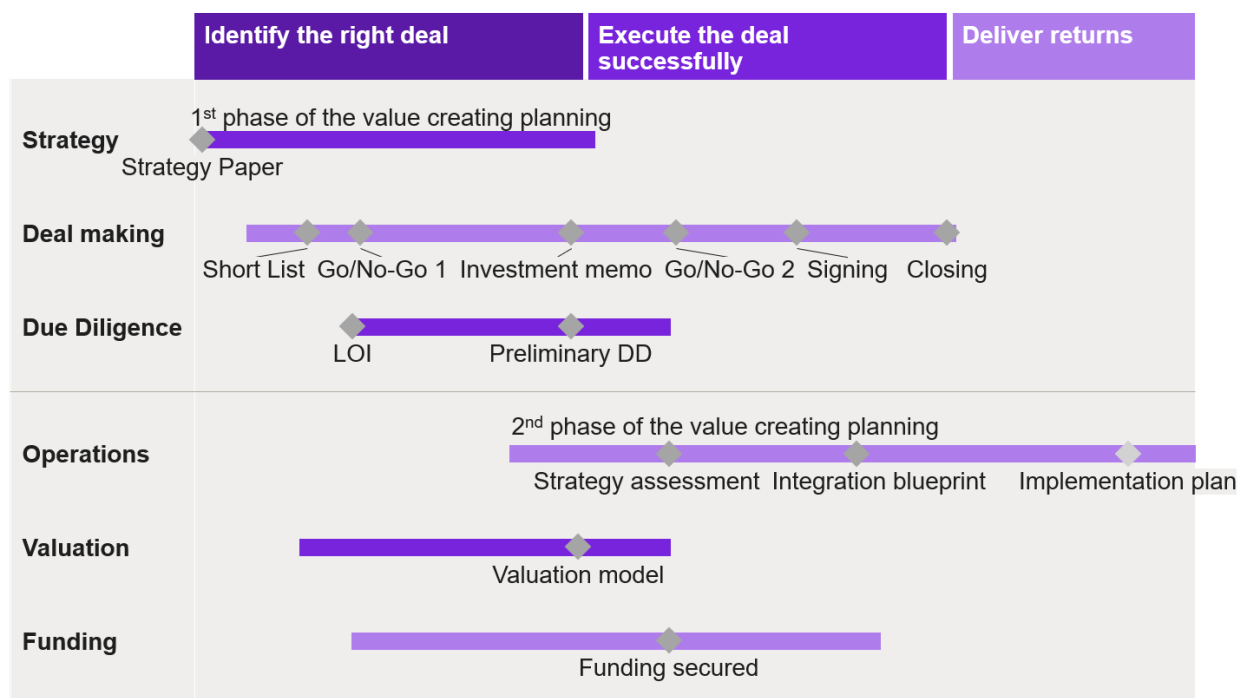 Identify the right deal
Execute the deal
successfully
Deliver returns
1st phase of the value creating planning
Strategy
Strategy Paper
Deal making
Short List
Go/No-Go 1
Investment memo
Go/No-Go 2
Signing
Closing
Due Diligence
LOI
Preliminary DD
2nd phase of the value creating planning
Operations
Strategy assessment
Integration blueprint
Implementation plan
Valuation
Valuation model
Funding
Funding secured